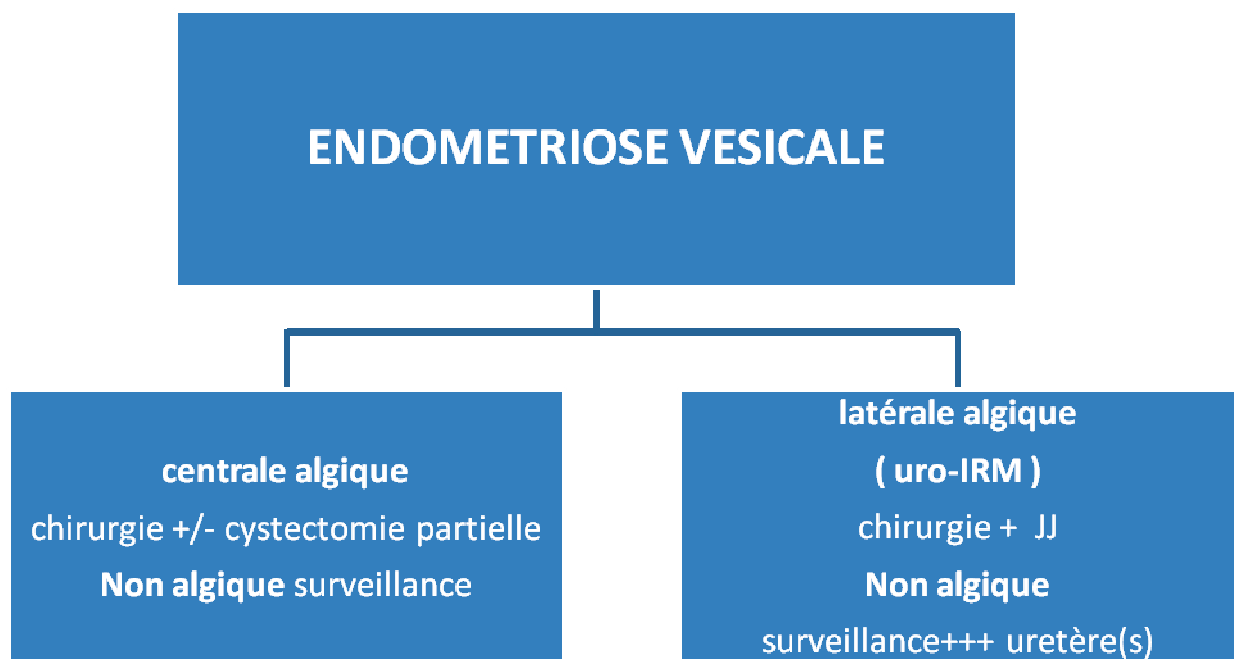 ENDOMETRIOSE VESICALE
centrale algique
chirurgie +/- cystectomie partielle
Non algique surveillance
latérale algique
( uro-IRM )
chirurgie + JJ
Non algique
surveillance+++ uretère(s)